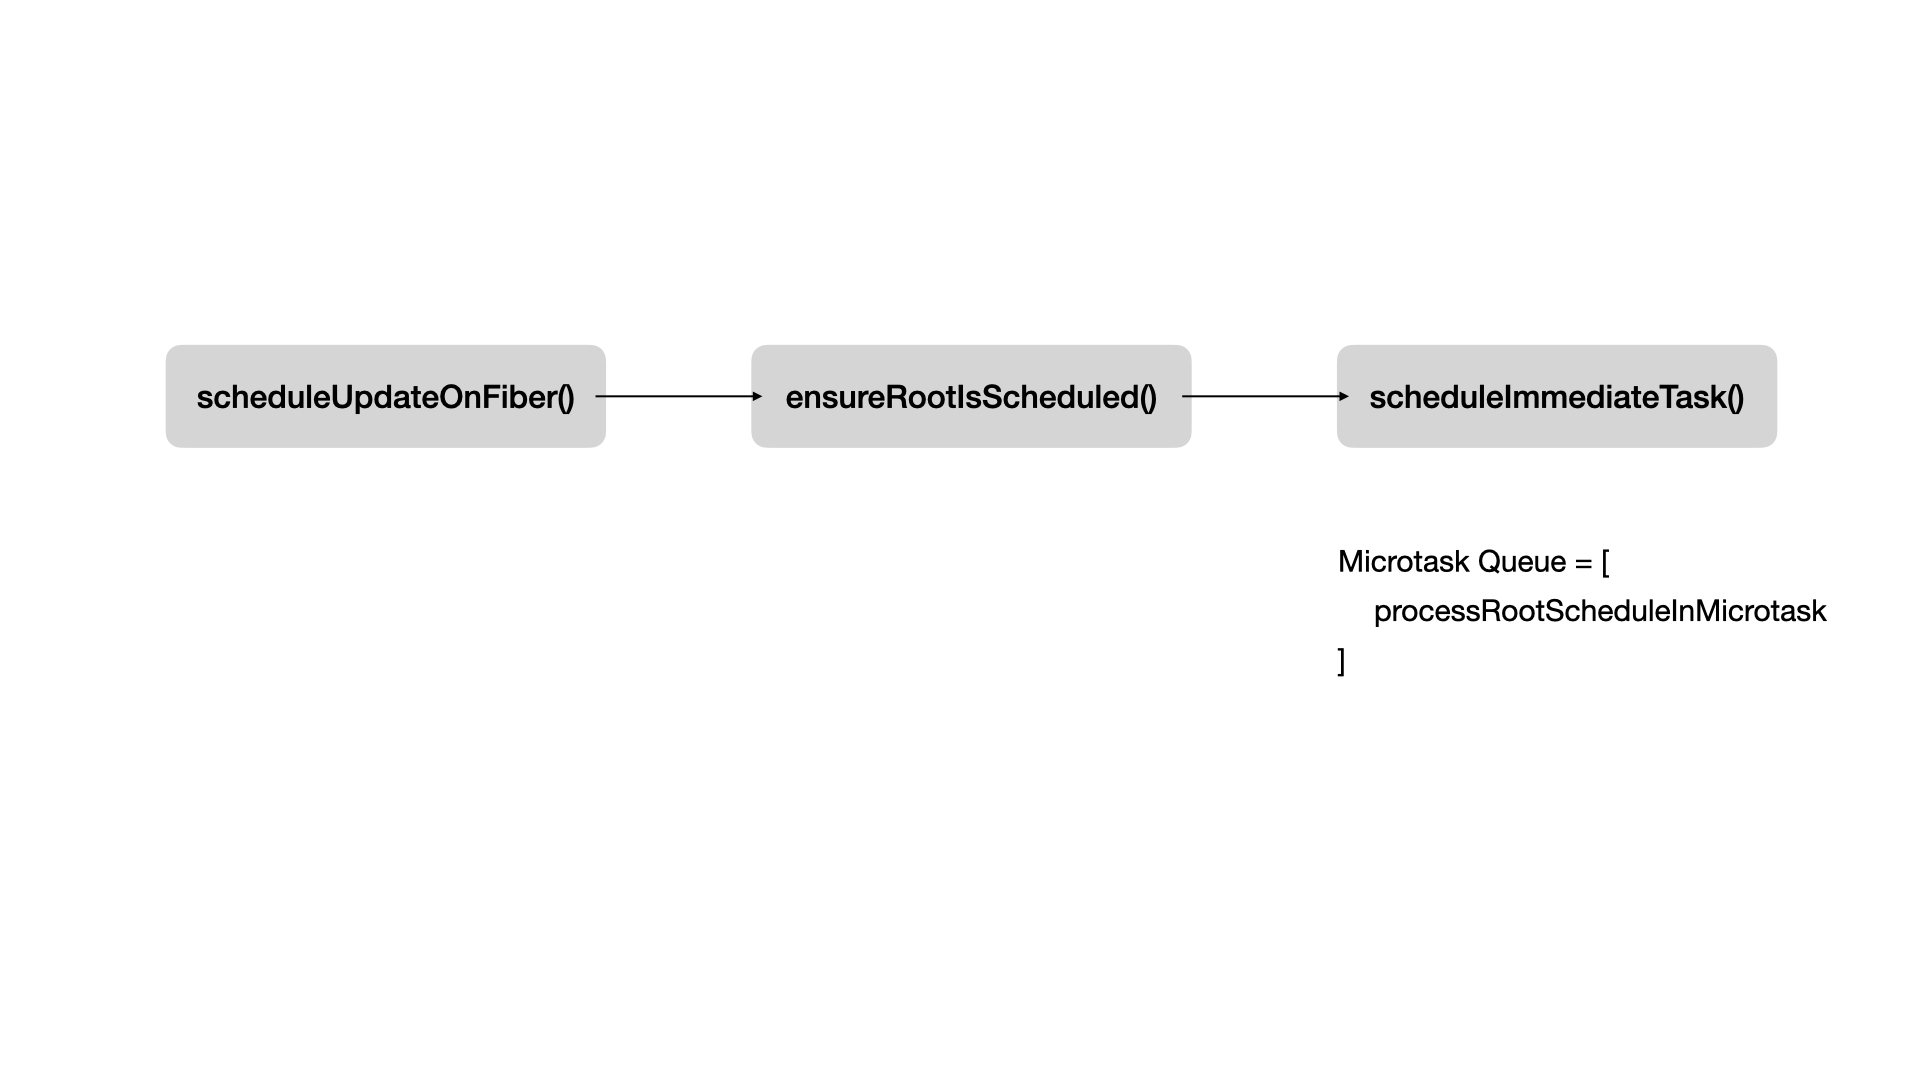 scheduleUpdateOnFiber()
ensureRootIsScheduled()
scheduleImmediateTask()
Microtask Queue = [
processRootScheduleInMicrotask
]